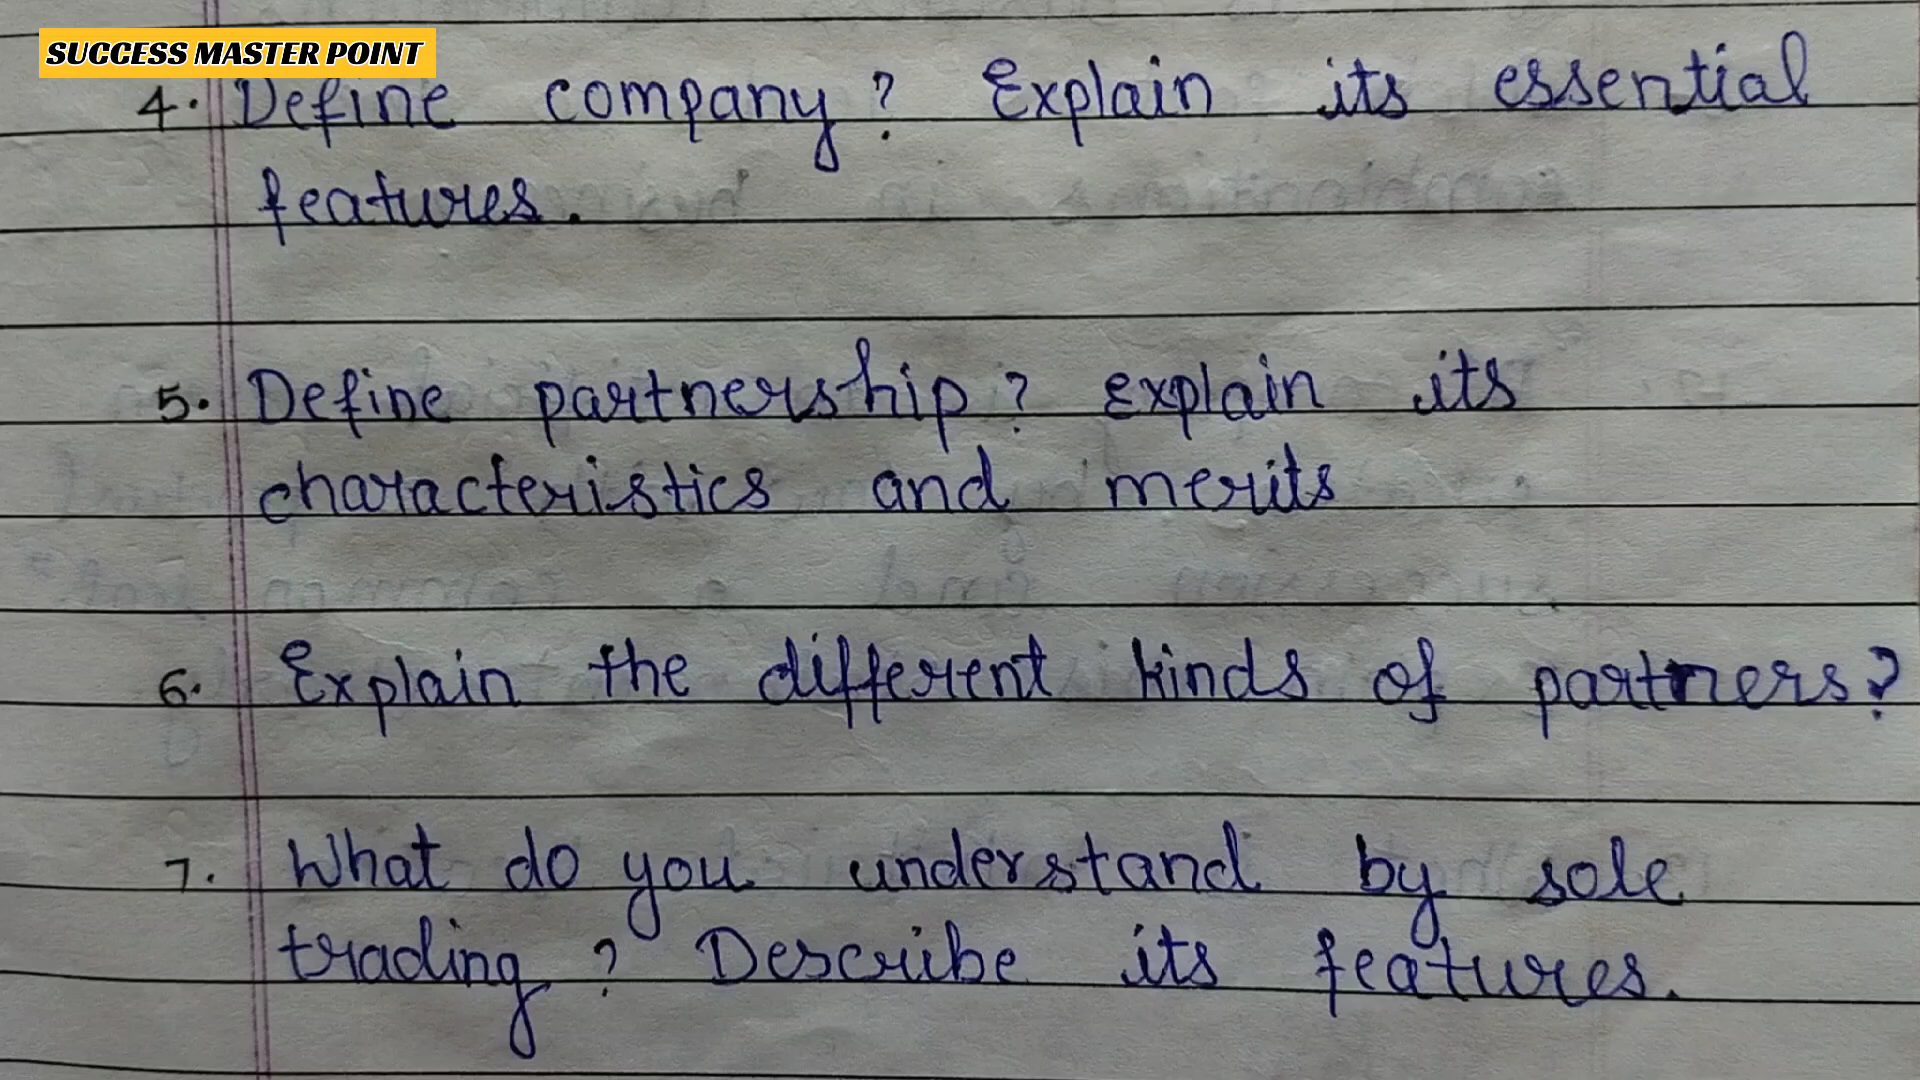 SUCCESS MASTER POINT
4. Define company? Explain its essential
features.
5. Define partnership? explain its
characteristics and merits
6. Explain the different kinds of partners?
7. What do you understand by sole
trading? Describe its features.